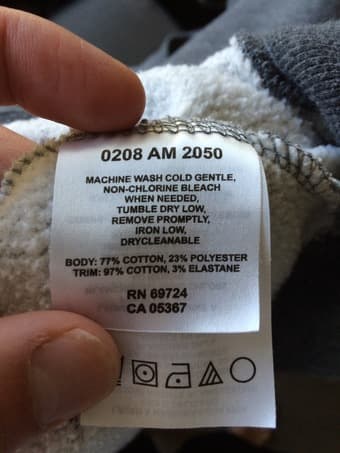 0208 AM 2050
MACHINE WASH COLD GENTLE,
NON-CHLORINE BLEACH
WHEN NEEDED,
TUMBLE DRY LOW,
REMOVE PROMPTLY,
IRON LOW,
DRYCLEANABLE
BODY: 77% COTTON, 23% POLYESTER
TRIM: 97% COTTON, 3% ELASTANE
RN 69724
CA 05367